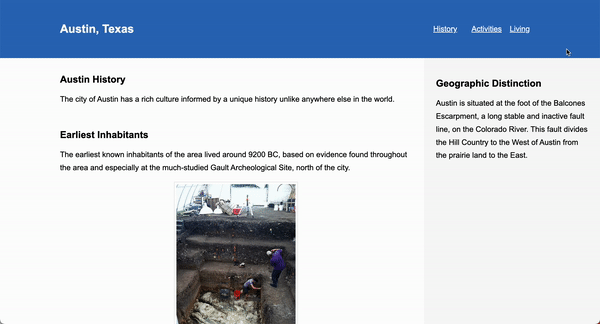 Austin, Texas
History Activities Living
Austin History
The city of Austin has a rich culture informed by a unique history unlike anywhere else in the world.
Earliest Inhabitants
The earliest known inhabitants of the area lived around 9200 BC, based on evidence found throughout
the area and especially at the much-studied Gault Archeological Site, north of the city.
Geographic Distinction
Austin is situated at the foot of the Balcones
Escarpment, a long stable and inactive fault
line, on the Colorado River. This fault divides
the Hill Country to the West of Austin from
the prairie land to the East.